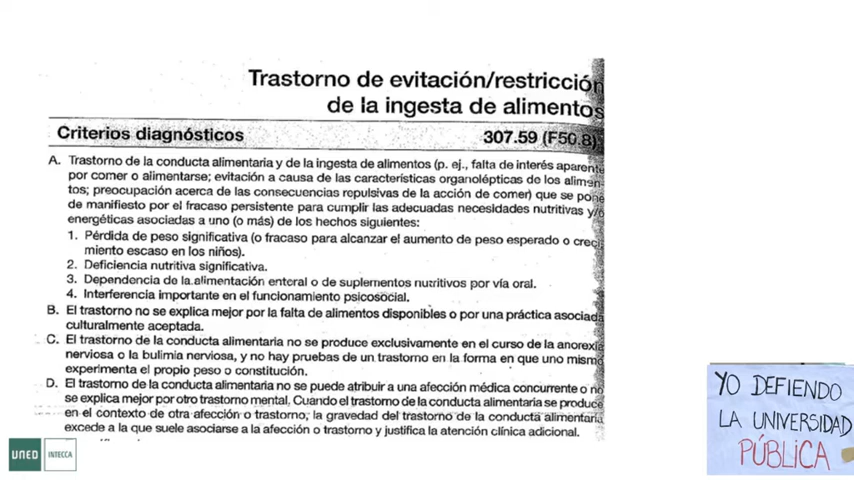 Trastorno de evitación/restricción
de la ingesta de alimentos
Criterios diagnósticos 307.59 (F50.8)
A. Trastorno de la conducta alimentaria y de la ingesta de alimentos (p. ej., falta de interés aparente
por comer o alimentarse; evitación a causa de las características organolépticas de los alimen-
tos; preocupación acerca de las consecuencias repulsivas de la acción de comer) que se pone
de manifiesto por el fracaso persistente para cumplir las adecuadas necesidades nutritivas y/o
energéticas asociadas a uno (o más) de los hechos siguientes:
1. Pérdida de peso significativa (o fracaso para alcanzar el aumento de peso esperado o creci-
miento escaso en los niños).
2. Deficiencia nutritiva significativa.
3. Dependencia de la alimentación enteral o de suplementos nutritivos por vía oral.
4. Interferencia importante en el funcionamiento psicosocial.
B. El trastorno no se explica mejor por la falta de alimentos disponibles o por una práctica asociada
culturalmente aceptada.
C. El trastorno de la conducta alimentaria no se produce exclusivamente en el curso de la anorexia
nerviosa o la bulimia nerviosa, y no hay pruebas de un trastorno en la forma en que uno mismo
experimenta el propio peso o constitución.
D. El trastorno de la conducta alimentaria no se puede atribuir a una afección médica concurrente o no
se explica mejor por otro trastorno mental. Cuando el trastorno de la conducta alimentaria se produce
en el contexto de otra afección o trastorno, la gravedad del trastorno de la conducta alimentaria
excede a la que suele asociarse a la afección o trastorno y justifica la atención clínica adicional.
UNED INTECCA
YO DEFIENDO
LA UNIVERSIDAD
PÚBLICA